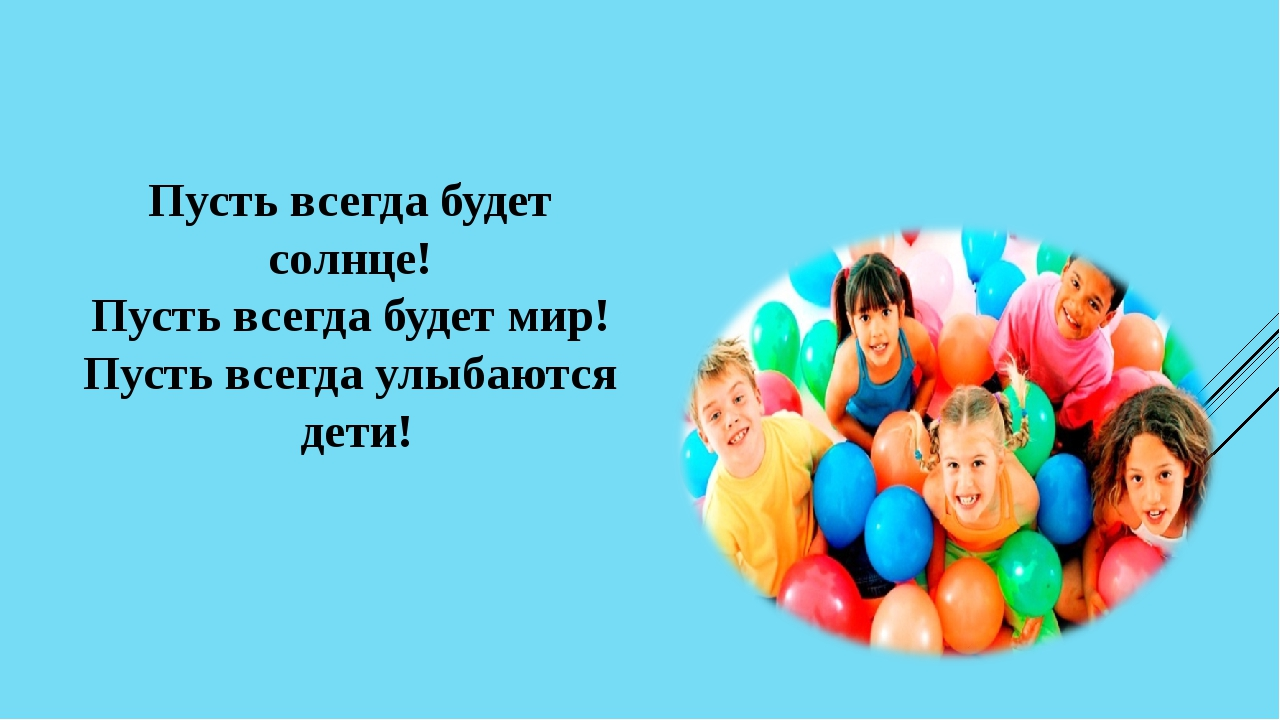 Пусть всегда будет
солнце!
Пусть всегда будет мир!
Пусть всегда улыбаются
дети!